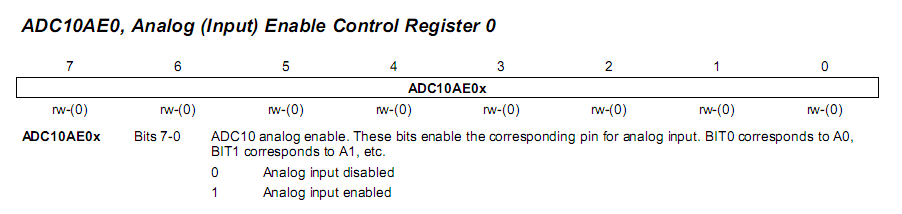 ADC10AE0, Analog (Input) Enable Control Register 0
7 6 5 4 3 2 1 0
ADC10AE0x
rw-(0) rw-(0) rw-(0) rw-(0) rw-(0) rw-(0) rw-(0) rw-(0)
ADC10AE0x Bits 7-0 ADC10 analog enable. These bits enable the corresponding pin for analog input. BIT0 corresponds to A0,
BIT1 corresponds to A1, etc.
0 Analog input disabled
1 Analog input enabled